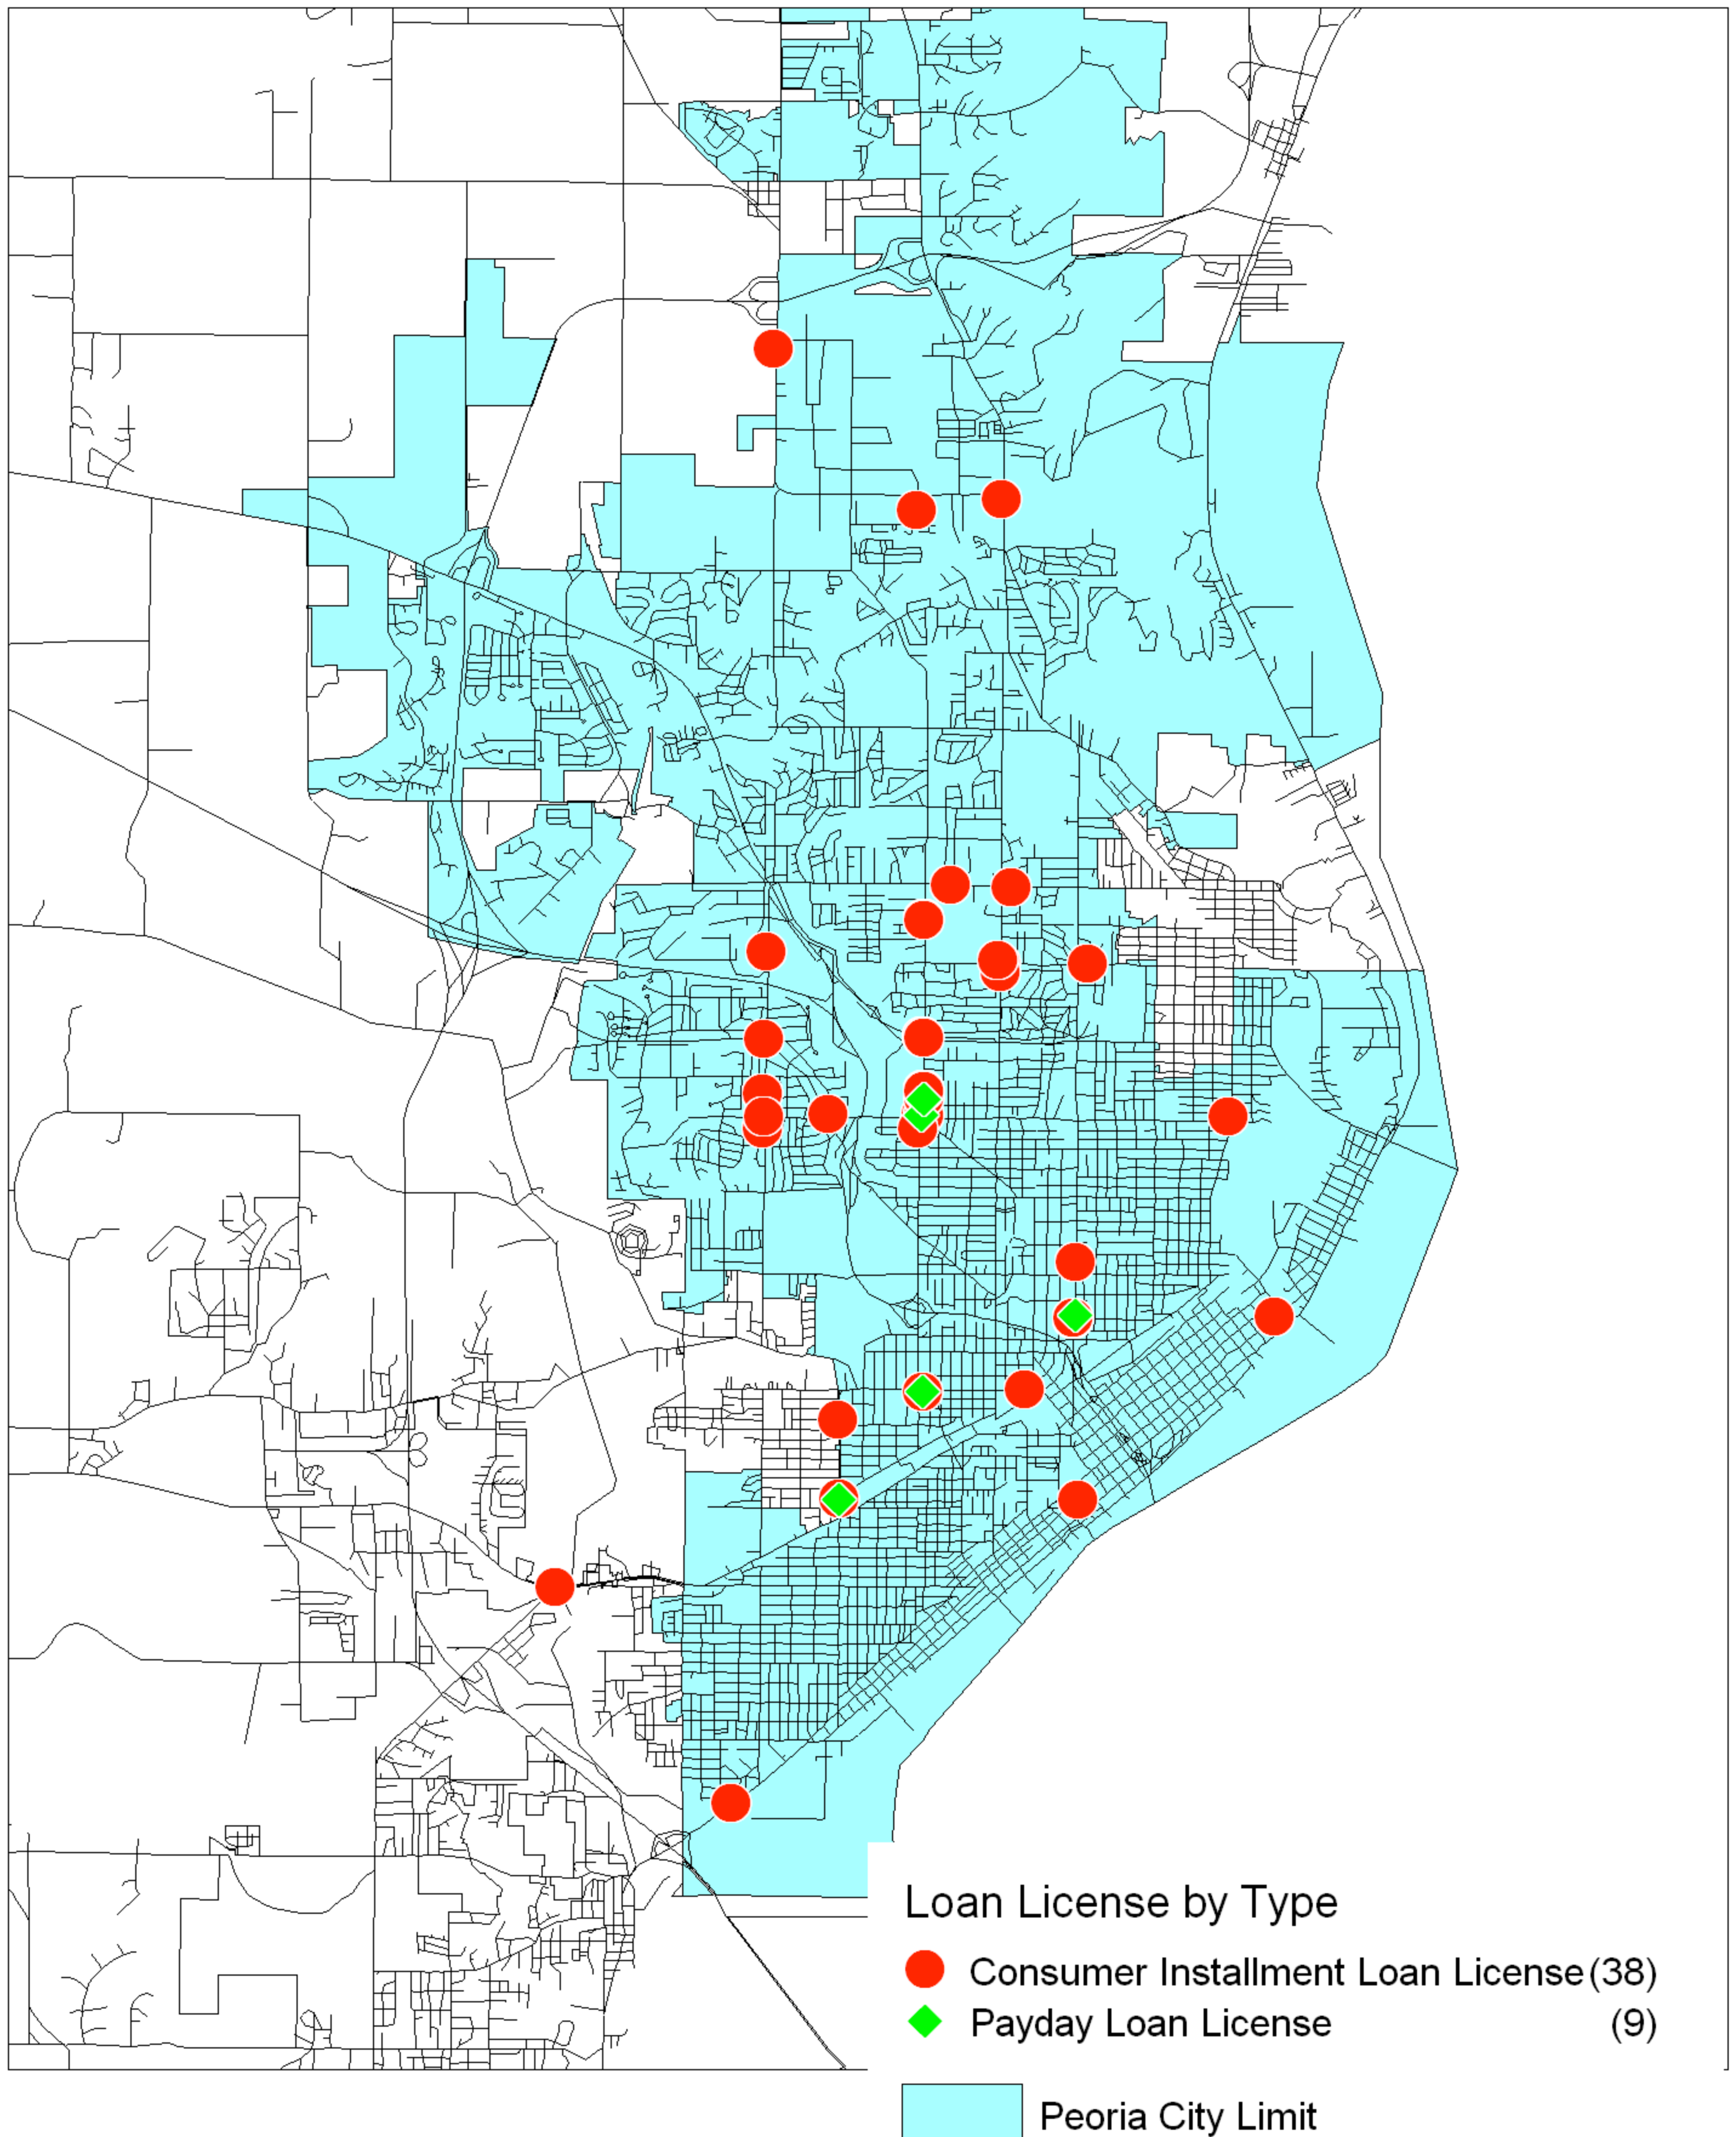 Loan License by Type
Consumer Installment Loan License (38)
Payday Loan License (9)
Peoria City Limit